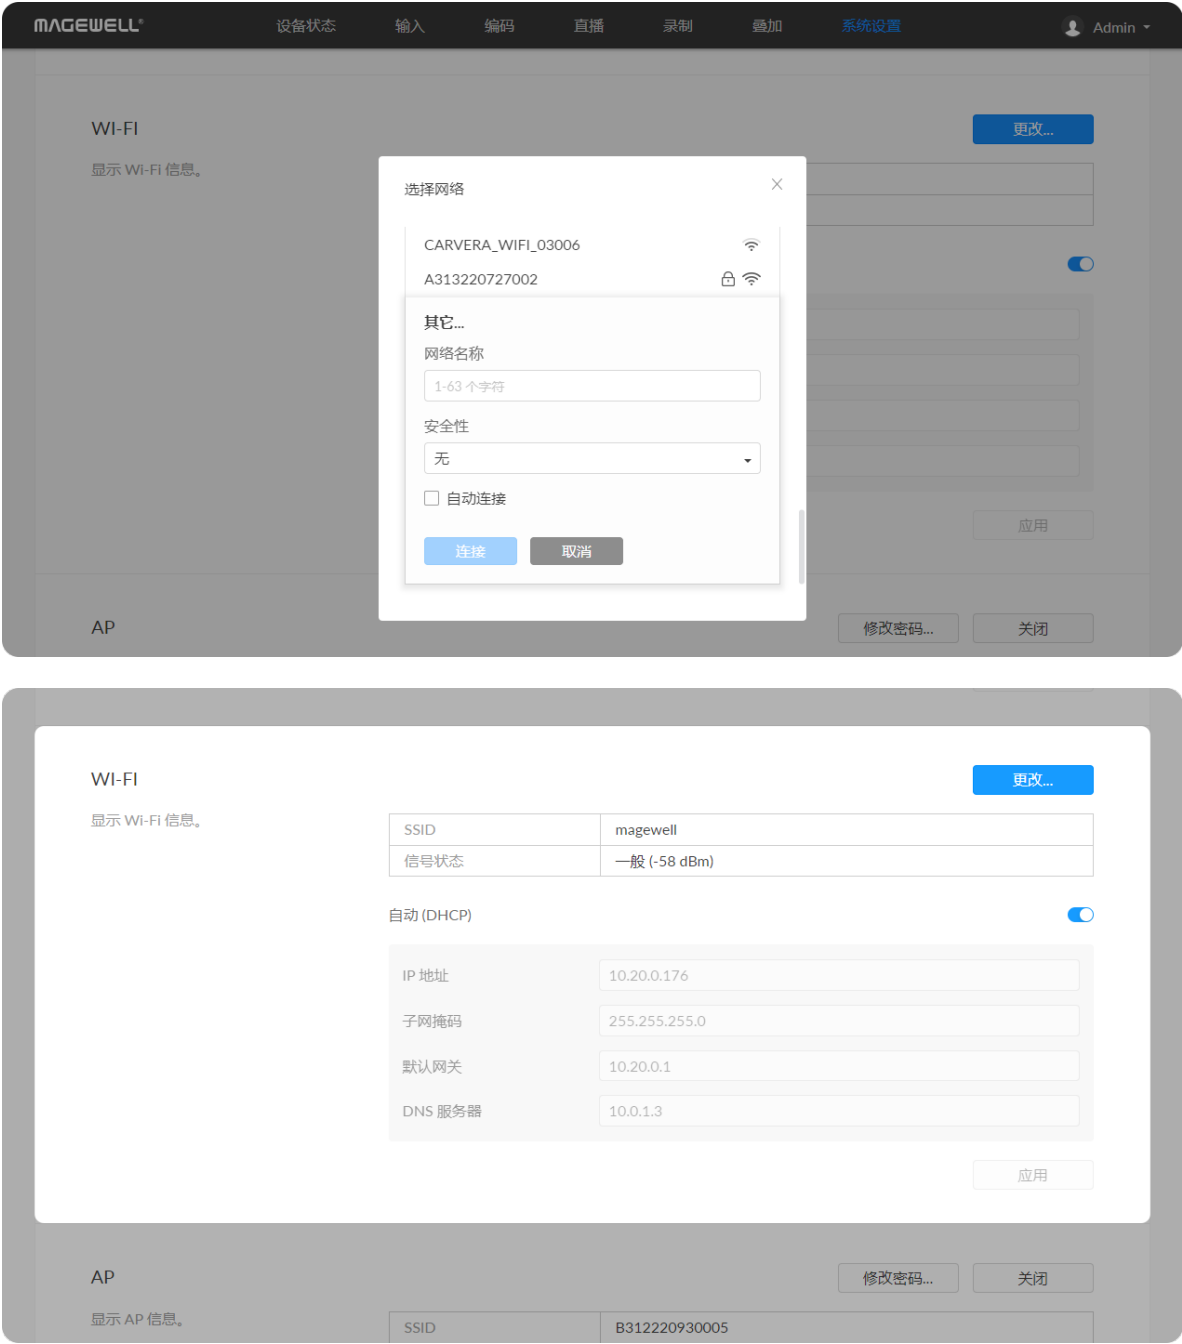 MAGEWELL® 设备状态 输入 编码 直播 录制 叠加 系统设置 Admin
WI-FI 更改...
显示 Wi-Fi 信息。
选择网络
CARVERA_WIFI_03006
A313220727002
其它...
网络名称
1-63 个字符
安全性
无
自动连接
连接 取消
应用
AP 修改密码... 关闭
WI-FI 更改...
显示 Wi-Fi 信息。
SSID magewell
信号状态 一般 (-58 dBm)
自动 (DHCP)
IP 地址 10.20.0.176
子网掩码 255.255.255.0
默认网关 10.20.0.1
DNS 服务器 10.0.1.3
应用
AP 修改密码... 关闭
显示 AP 信息。
SSID B312220930005